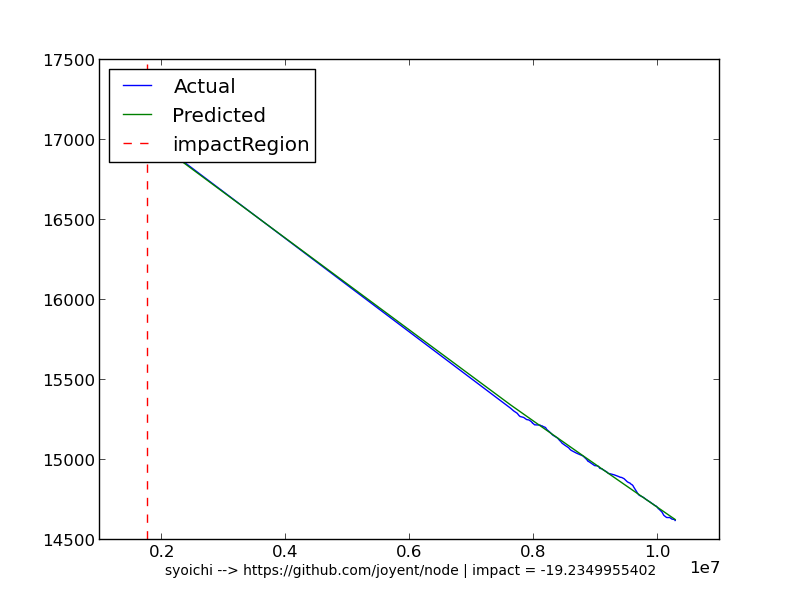 17500
17000
16500
16000
15500
15000
14500
Actual
Predicted
impactRegion
0.2 0.4 0.6 0.8 1.0
1e7
syoichi --> https://github.com/joyent/node | impact = -19.2349955402